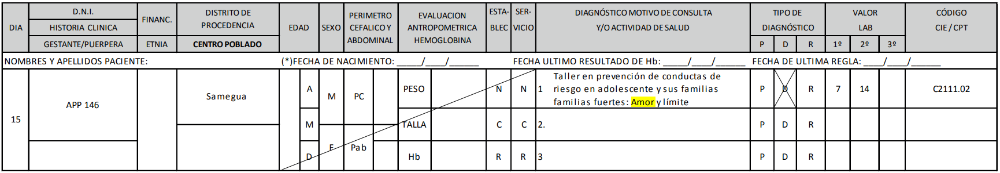 DIA
D.N.I.
HISTORIA CLINICA
GESTANTE/PUERPERA
FINANC.
ETNIA
DISTRITO DE
PROCEDENCIA
CENTRO POBLADO
EDAD
SEXO
PERIMETRO
CEFALICO Y
ABDOMINAL
EVALUACION
ANTROPOMETRICA
HEMOGLOBINA
ESTA-
BLEC
SER-
VICIO
DIAGNÓSTICO MOTIVO DE CONSULTA
Y/O ACTIVIDAD DE SALUD
TIPO DE
DIAGNÓSTICO
P D R
VALOR
LAB
1º 2º 3º
CÓDIGO
CIE / CPT
NOMBRES Y APELLIDOS PACIENTE: (*)FECHA DE NACIMIENTO: _____/____/______ FECHA ULTIMO RESULTADO DE Hb: _____/____/______ FECHA DE ULTIMA REGLA: ____/____/______
15
APP 146
Samegua
A
M
D
M
F
PC
Pab
PESO
TALLA
Hb
N N 1
Taller en prevención de conductas de
riesgo en adolescente y sus familias
familias fuertes: Amor y límite
P D R 7 14 C2111.02
C C 2. P D R
R R 3 P D R